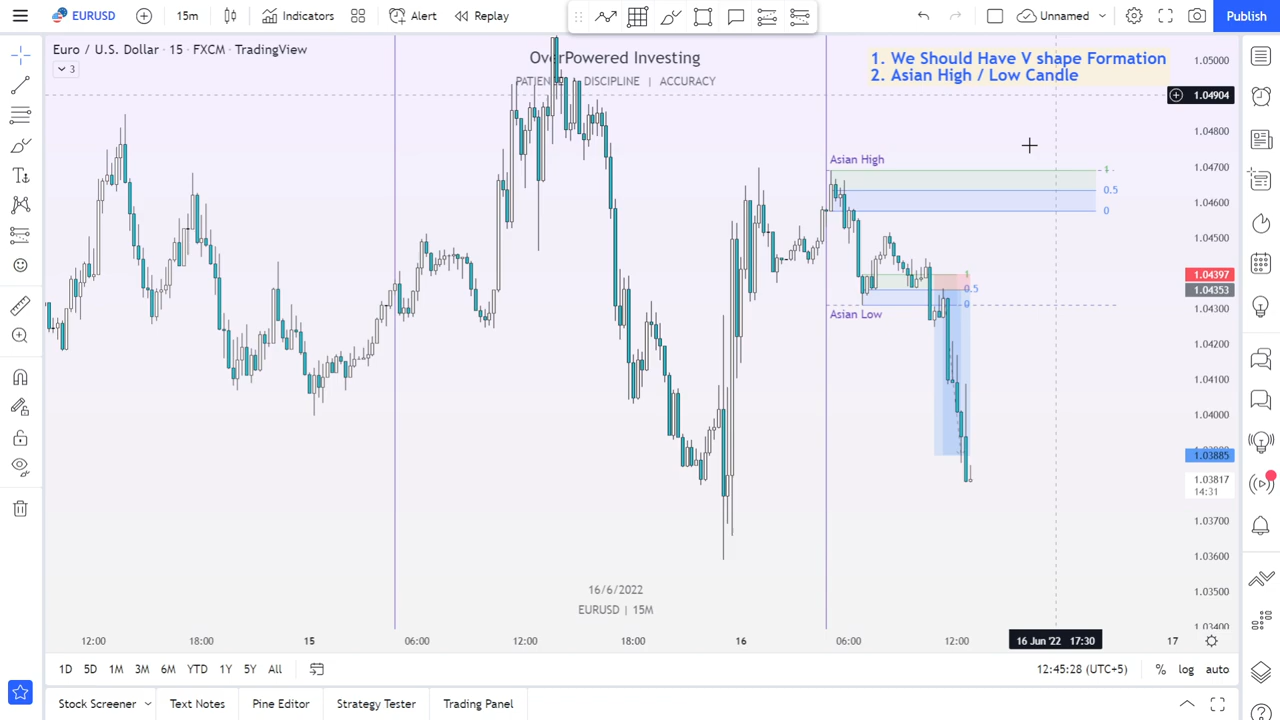 EURUSD
15m
Indicators
Alert
Replay
Unnamed
Publish
Euro / U.S. Dollar · 15 · FXCM · TradingView
3
OverPowered Investing
PATIENCE | DISCIPLINE | ACCURACY
1. We Should Have V shape Formation
2. Asian High / Low Candle
1.05000
1.04904
1.04800
1.04700
1.04600
1.04500
1.04397
1.04353
1.04300
1.04200
1.04100
1.04000
1.03885
1.03817
14:31
1.03700
1.03600
1.03500
1.03400
Asian High
1
0.5
0
1
0.5
0
Asian Low
16/6/2022
EURUSD | 15M
12:00
18:00
15
06:00
12:00
18:00
16
06:00
12:00
16 Jun '22 17:30
17
1D
5D
1M
3M
6M
YTD
1Y
5Y
All
12:45:28 (UTC+5)
%
log
auto
Stock Screener
Text Notes
Pine Editor
Strategy Tester
Trading Panel